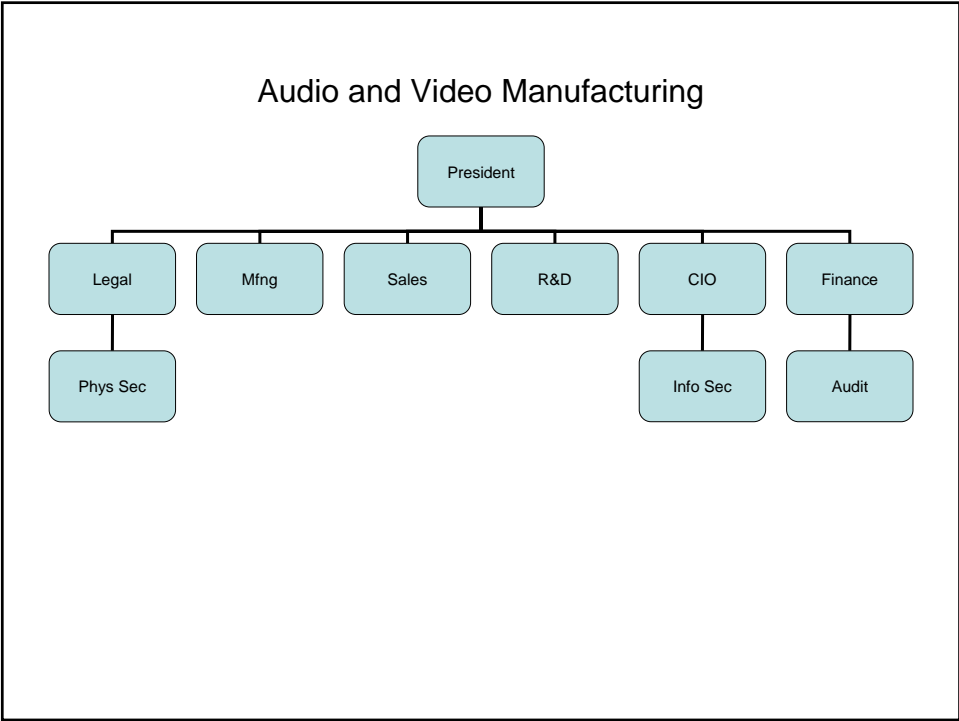 Audio and Video Manufacturing
President
Legal
Mfng
Sales
R&D
CIO
Finance
Phys Sec
Info Sec
Audit